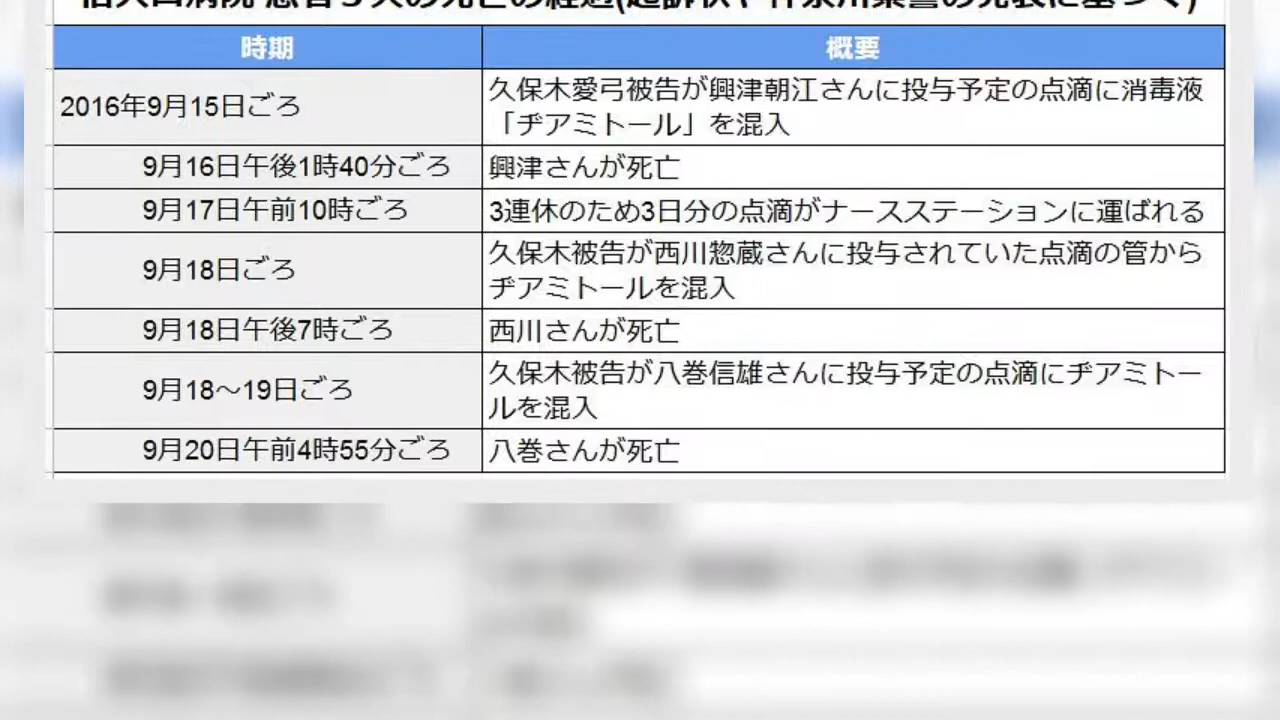 時期 概要
2016年9月15日ごろ
久保木愛弓被告が興津朝江さんに投与予定の点滴に消毒液
「ヂアミトール」を混入
9月16日午後1時40分ごろ 興津さんが死亡
9月17日午前10時ごろ 3連休のため3日分の点滴がナースステーションに運ばれる
9月18日ごろ
久保木被告が西川惣蔵さんに投与されていた点滴の管から
ヂアミトールを混入
9月18日午後7時ごろ 西川さんが死亡
9月18～19日ごろ
久保木被告が八巻信雄さんに投与予定の点滴にヂアミトー
ルを混入
9月20日午前4時55分ごろ 八巻さんが死亡